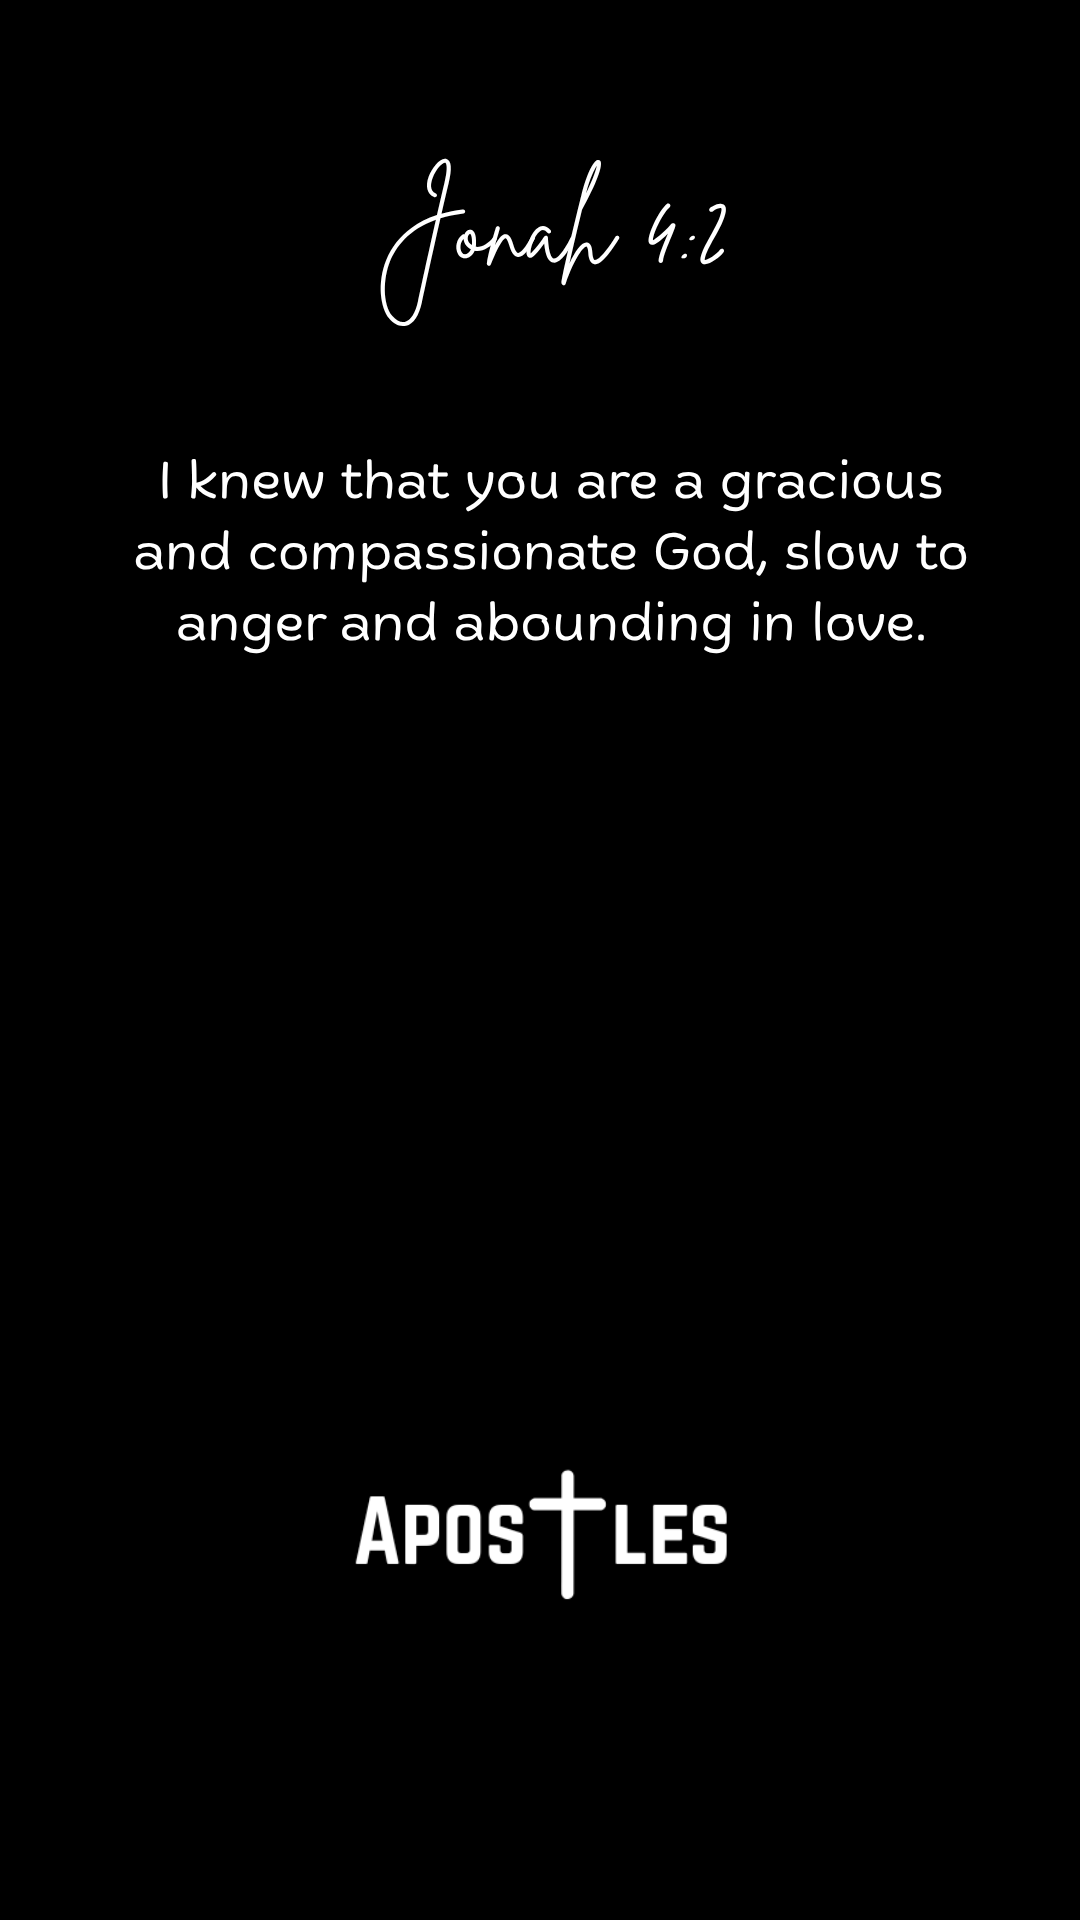 Jonah 4:2
I knew that you are a gracious
and compassionate God, slow to
anger and abounding in love.
APOSTLES